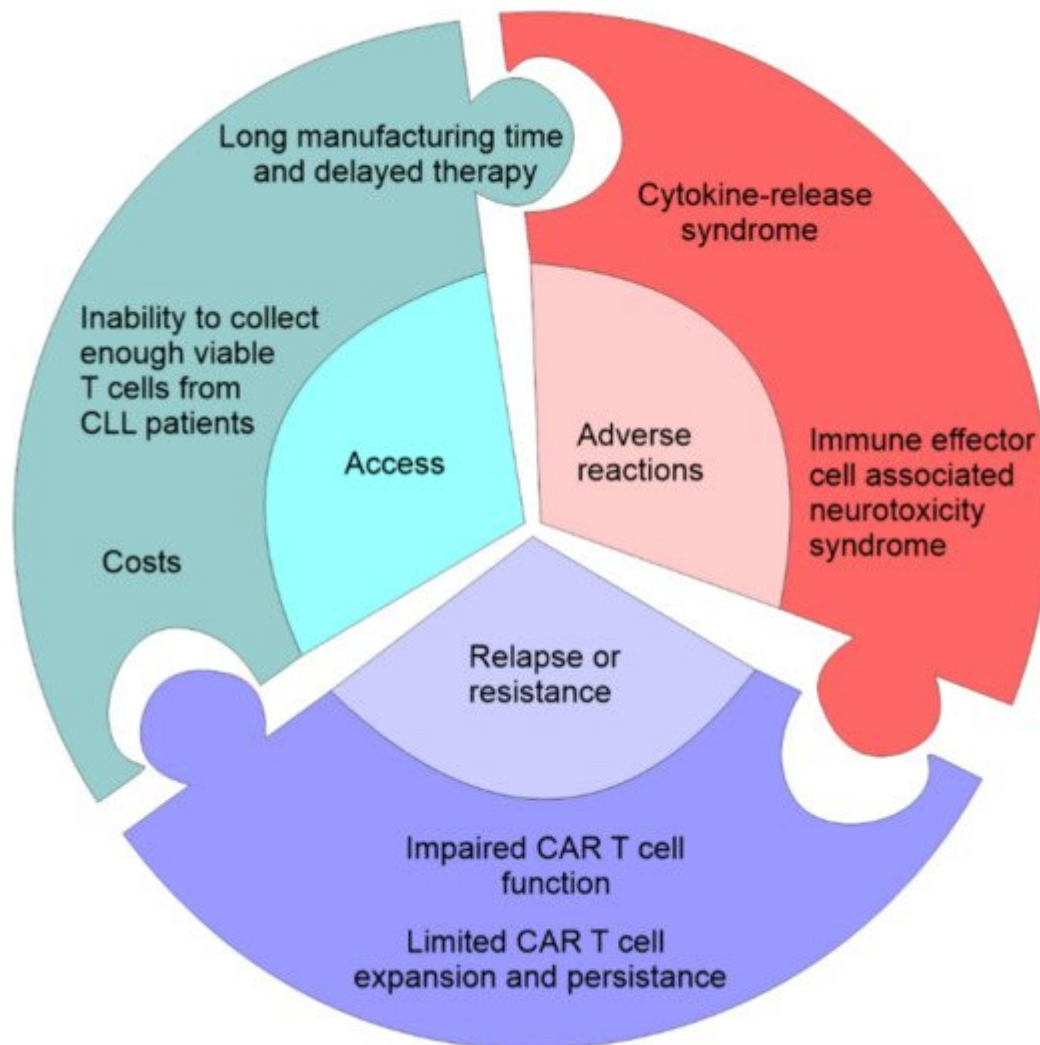 Long manufacturing time
and delayed therapy
Inability to collect
enough viable
T cells from
CLL patients
Costs
Access
Cytokine-release
syndrome
Immune effector
cell associated
neurotoxicity
syndrome
Adverse
reactions
Relapse or
resistance
Impaired CAR T cell
function
Limited CAR T cell
expansion and persistance